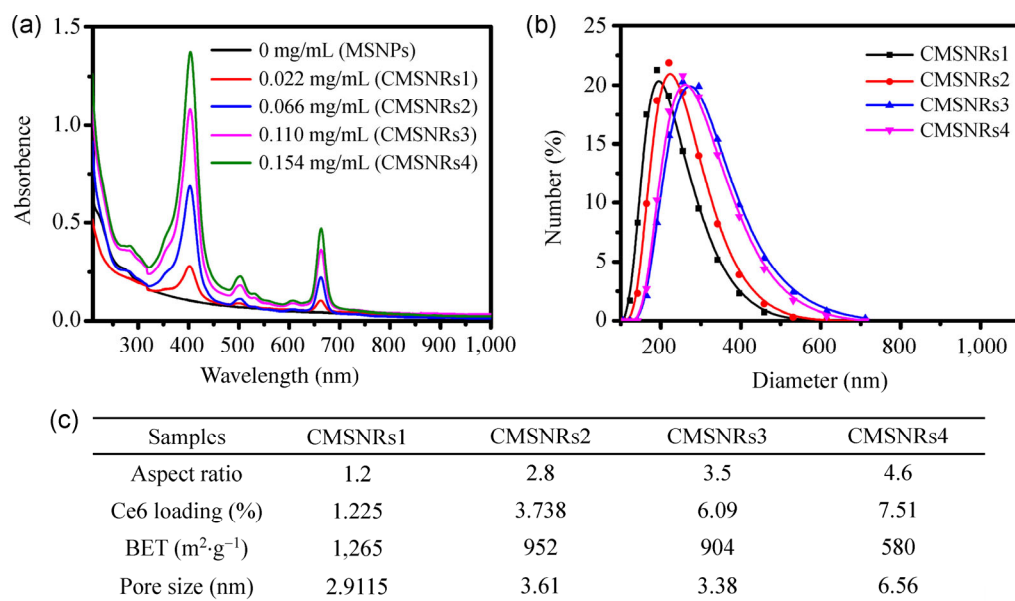 (a)
1.5
1.0
0.5
0.0
Absorbence
0 mg/mL (MSNPs)
0.022 mg/mL (CMSNRs1)
0.066 mg/mL (CMSNRs2)
0.110 mg/mL (CMSNRs3)
0.154 mg/mL (CMSNRs4)
300 400 500 600 700 800 900 1,000
Wavelength (nm)
(b)
25
20
15
10
5
0
Number (%)
CMSNRs1
CMSNRs2
CMSNRs3
CMSNRs4
200 400 600 800 1,000
Diameter (nm)
(c)
Samples CMSNRs1 CMSNRs2 CMSNRs3 CMSNRs4
Aspect ratio 1.2 2.8 3.5 4.6
Ce6 loading (%) 1.225 3.738 6.09 7.51
BET (m²·g⁻¹) 1,265 952 904 580
Pore size (nm) 2.9115 3.61 3.38 6.56